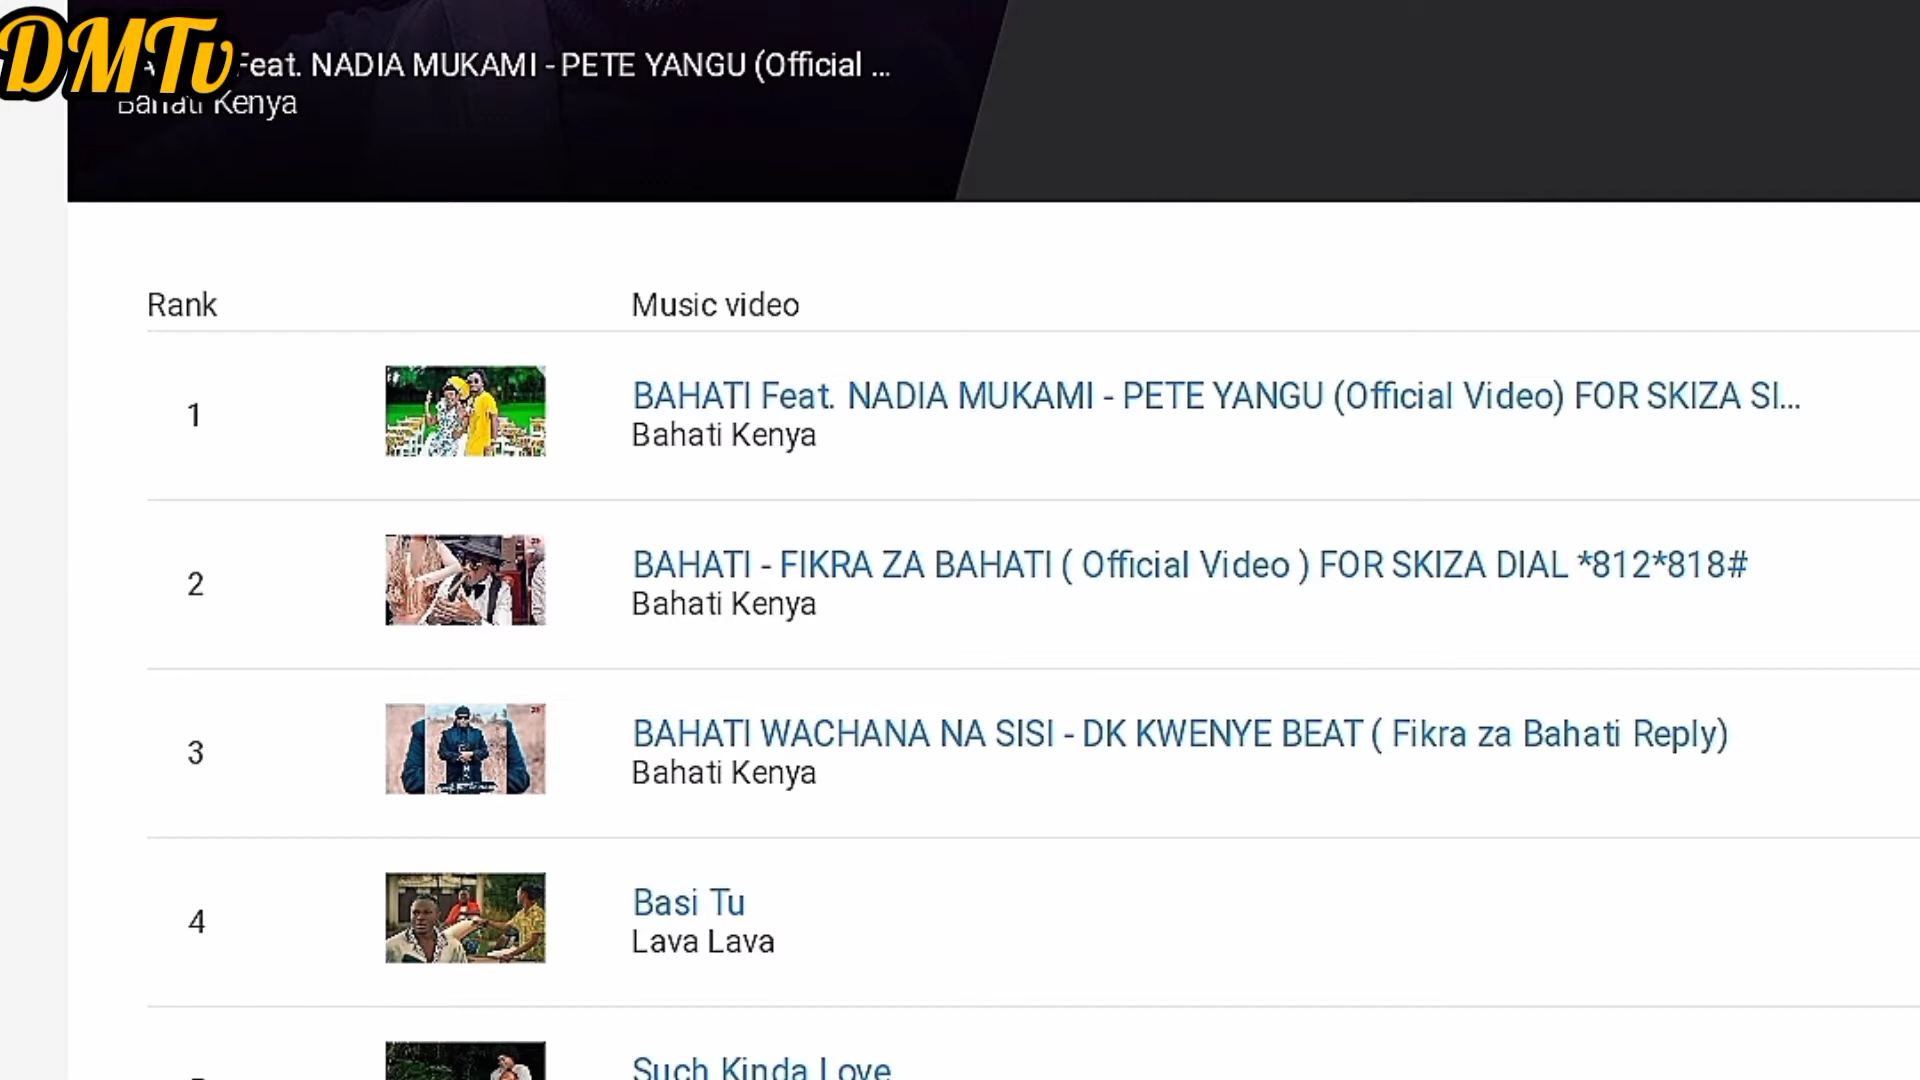 DMTv
Feat. NADIA MUKAMI - PETE YANGU (Official ...
Bahati Kenya
Rank Music video
1 BAHATI Feat. NADIA MUKAMI - PETE YANGU (Official Video) FOR SKIZA SI...
Bahati Kenya
2 BAHATI - FIKRA ZA BAHATI ( Official Video ) FOR SKIZA DIAL *812*818#
Bahati Kenya
3 BAHATI WACHANA NA SISI - DK KWENYE BEAT ( Fikra za Bahati Reply)
Bahati Kenya
4 Basi Tu
Lava Lava
Such Kinda Love